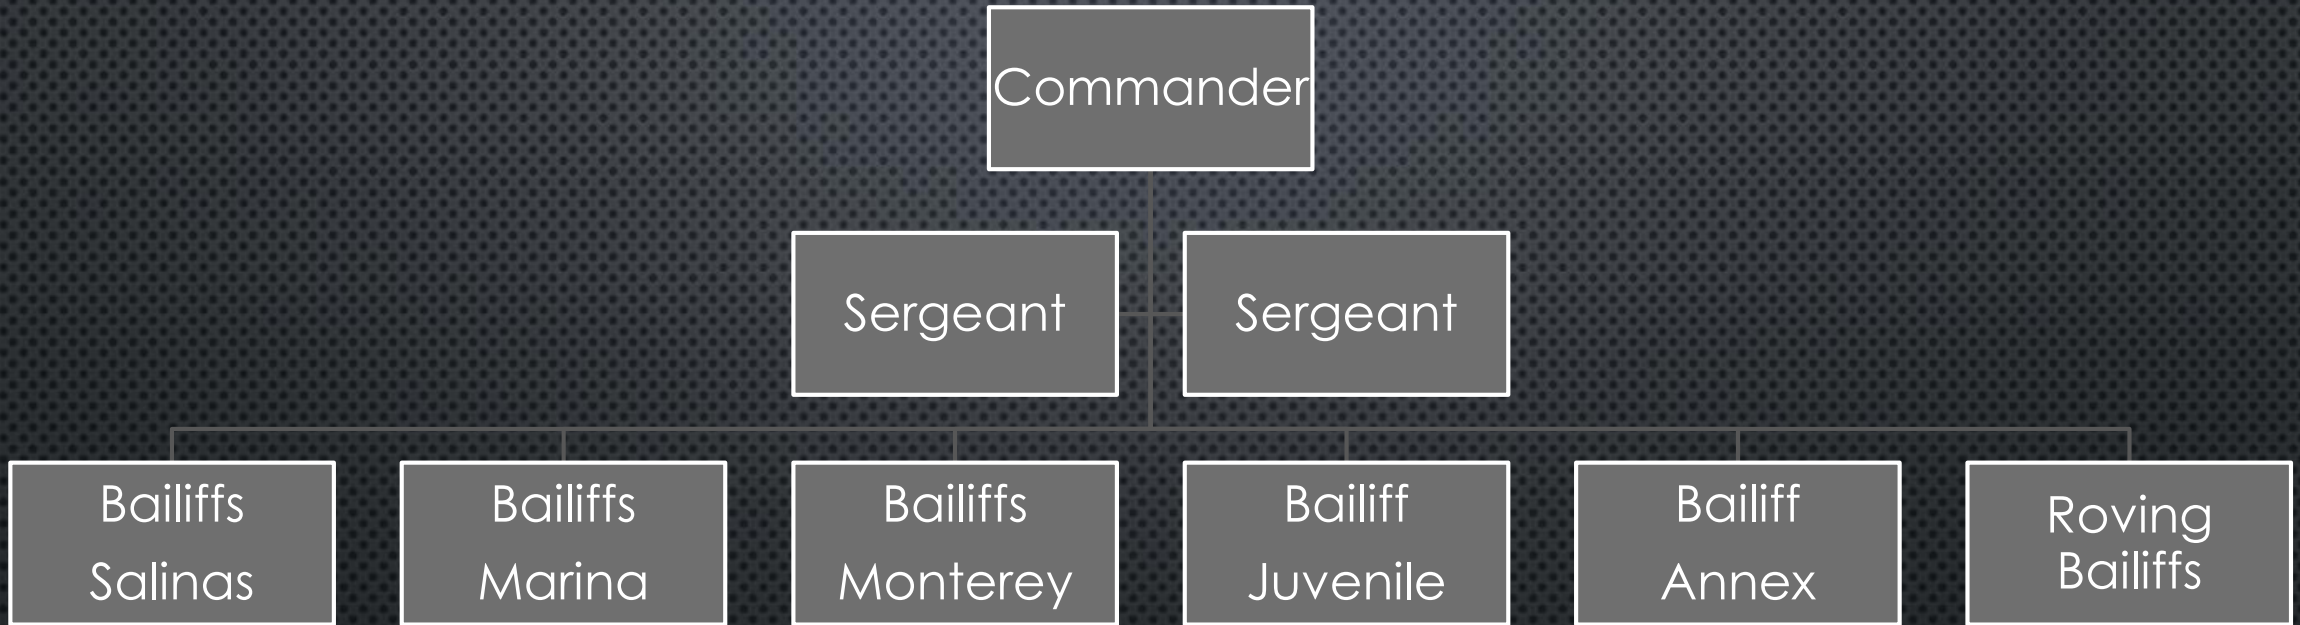 Commander
Sergeant
Sergeant
Bailiffs
Salinas
Bailiffs
Marina
Bailiffs
Monterey
Bailiff
Juvenile
Bailiff
Annex
Roving
Bailiffs